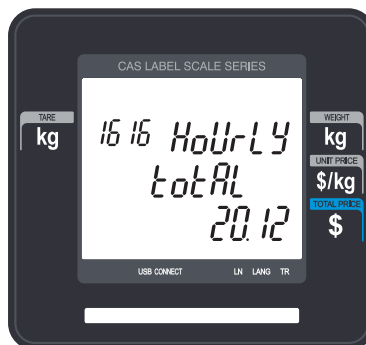 CAS LABEL SCALE SERIES
TARE
kg
1616 HoUrLY
totAL
20.12
WEIGHT
kg
UNIT PRICE
$/kg
TOTAL PRICE
$
USB CONNECT LN LANG TR